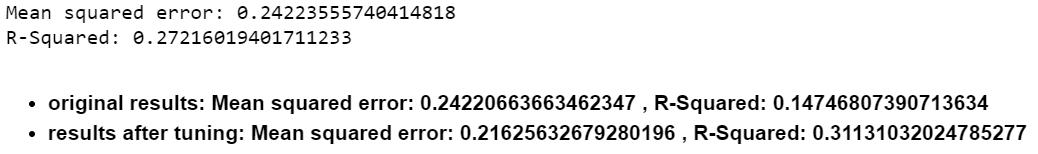 Mean squared error: 0.24223555740414818
R-Squared: 0.27216019401711233
• original results: Mean squared error: 0.24220663663462347 , R-Squared: 0.14746807390713634
• results after tuning: Mean squared error: 0.21625632679280196 , R-Squared: 0.31131032024785277